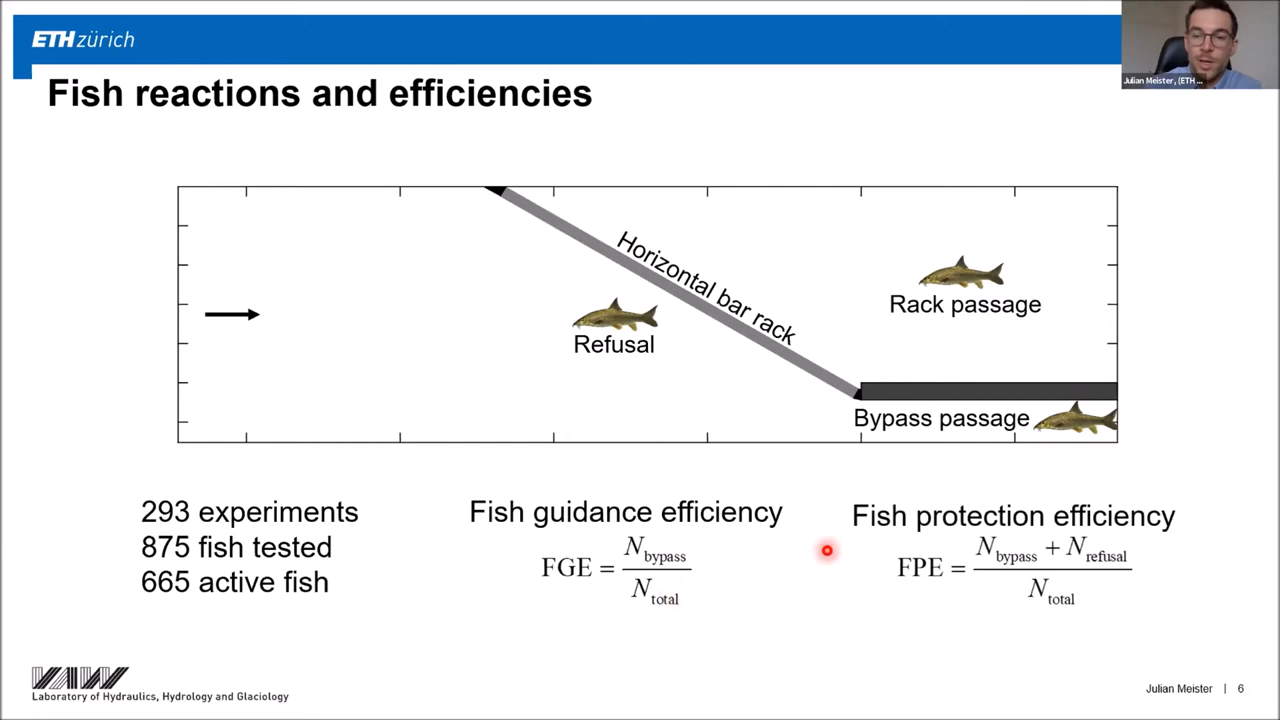 ETH zürich
Julian Meister, (ETH ...
Fish reactions and efficiencies
Horizontal bar rack
Rack passage
Refusal
Bypass passage
293 experiments
875 fish tested
665 active fish
Fish guidance efficiency
FGE = N_bypass / N_total
Fish protection efficiency
FPE = (N_bypass + N_refusal) / N_total
VAW
Laboratory of Hydraulics, Hydrology and Glaciology
Julian Meister | 6